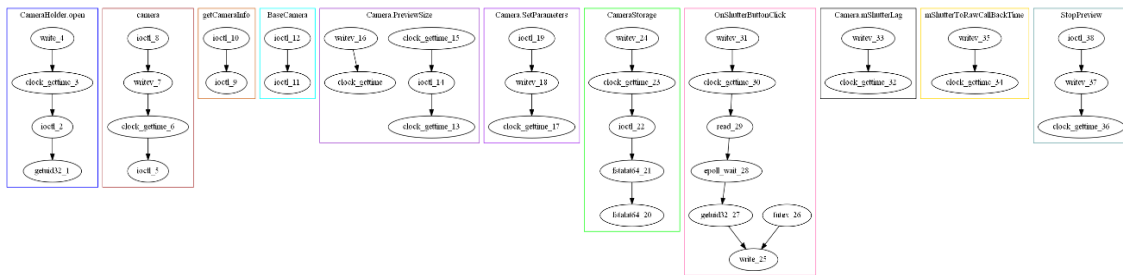 CameraHolder.open
write_4
clock_gettime_3
ioctl_2
getuid32_1
camera
ioctl_8
writev_7
clock_gettime_6
ioctl_5
getCameraInfo
ioctl_10
ioctl_9
BaseCamera
ioctl_12
ioctl_11
Camera.PreviewSize
writev_16
clock_gettime_15
clock_gettime
ioctl_14
clock_gettime_13
Camera.SetParameters
ioctl_19
writev_18
clock_gettime_17
CameraStorage
writev_24
clock_gettime_23
ioctl_22
fstatat64_21
fstatat64_20
OnShutterButtonClick
writev_31
clock_gettime_30
read_29
epoll_wait_28
getuid32_27
futex_26
write_25
Camera.mShutterLag
writev_33
clock_gettime_32
mShutterToRawCallBackTime
writev_35
clock_gettime_34
StopPreview
ioctl_38
writev_37
clock_gettime_36